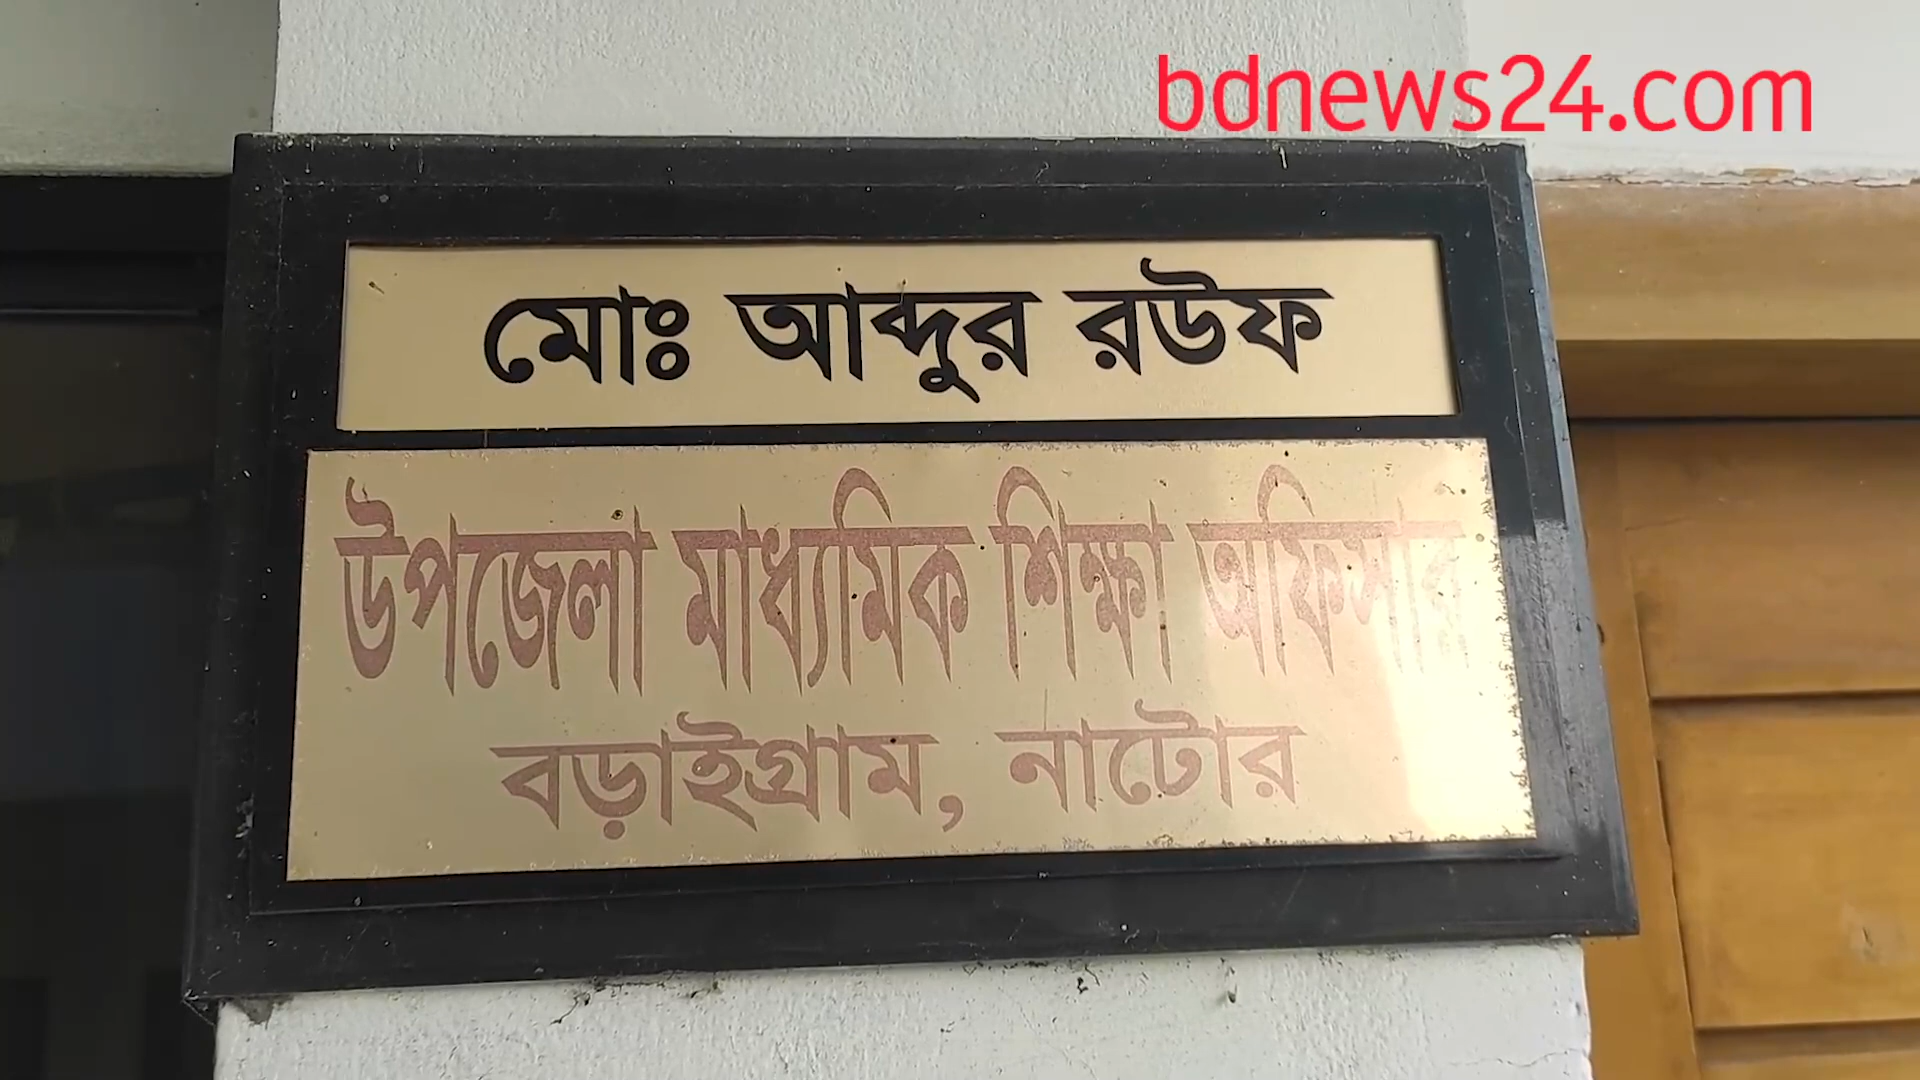 bdnews24.com
মোঃ আব্দুর রউফ
উপজেলা মাধ্যমিক শিক্ষা অফিসার
বড়াইগ্রাম, নাটোর